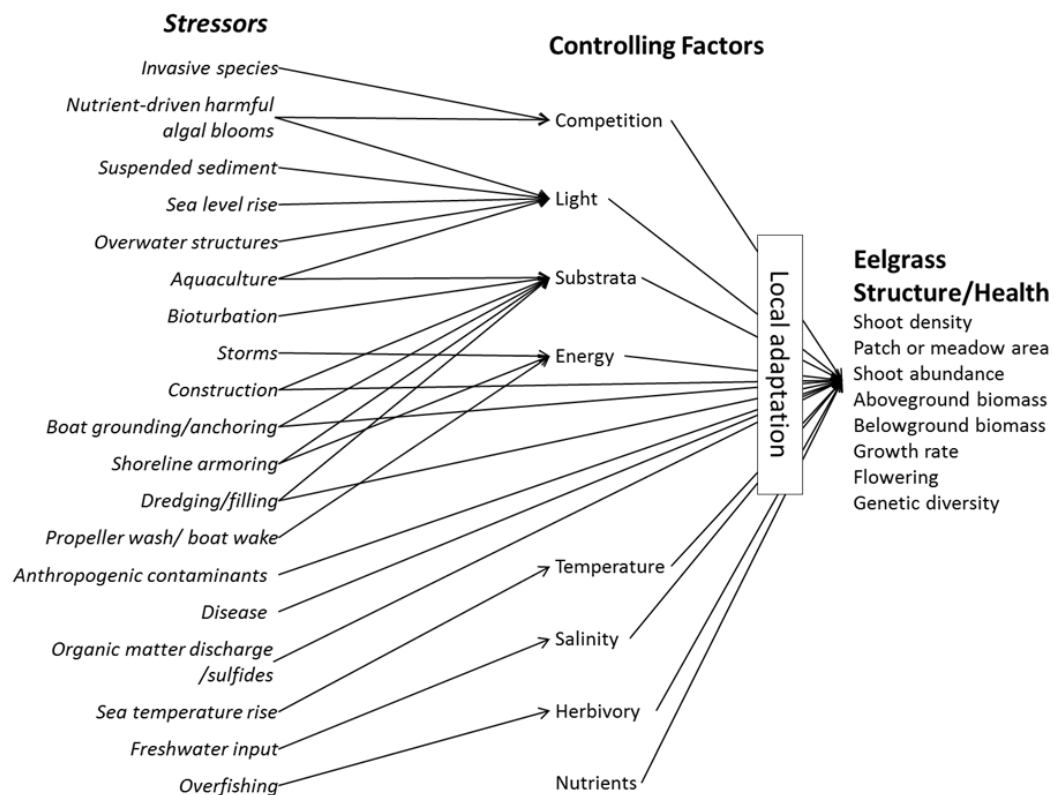 Stressors
Invasive species
Nutrient-driven harmful
algal blooms
Suspended sediment
Sea level rise
Overwater structures
Aquaculture
Bioturbation
Storms
Construction
Boat grounding/anchoring
Shoreline armoring
Dredging/filling
Propeller wash/ boat wake
Anthropogenic contaminants
Disease
Organic matter discharge
/sulfides
Sea temperature rise
Freshwater input
Overfishing
Controlling Factors
Competition
Light
Substrata
Energy
Temperature
Salinity
Herbivory
Nutrients
Local adaptation
Eelgrass
Structure/Health
Shoot density
Patch or meadow area
Shoot abundance
Aboveground biomass
Belowground biomass
Growth rate
Flowering
Genetic diversity